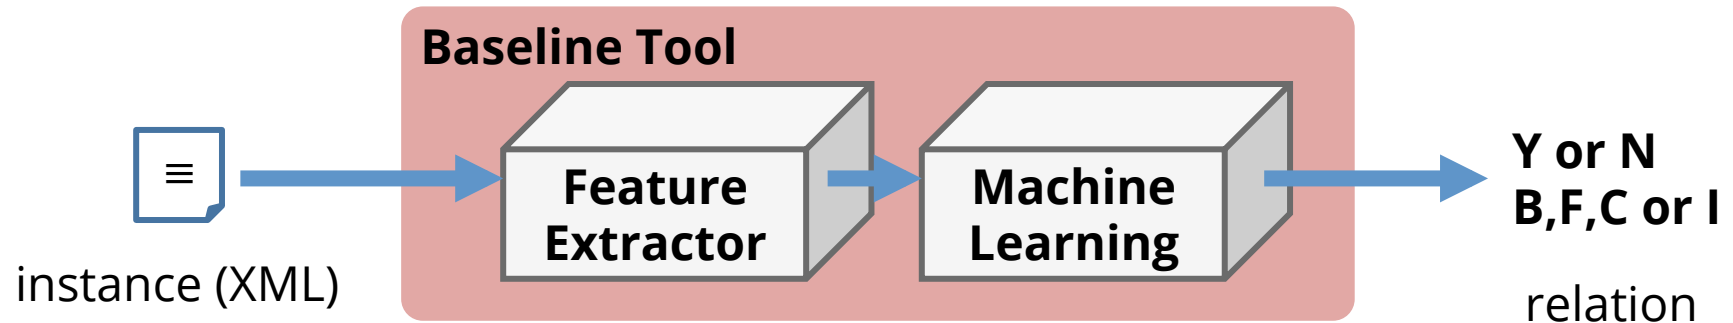 Baseline Tool
instance (XML)
Feature
Extractor
Machine
Learning
Y or N
B,F,C or I
relation